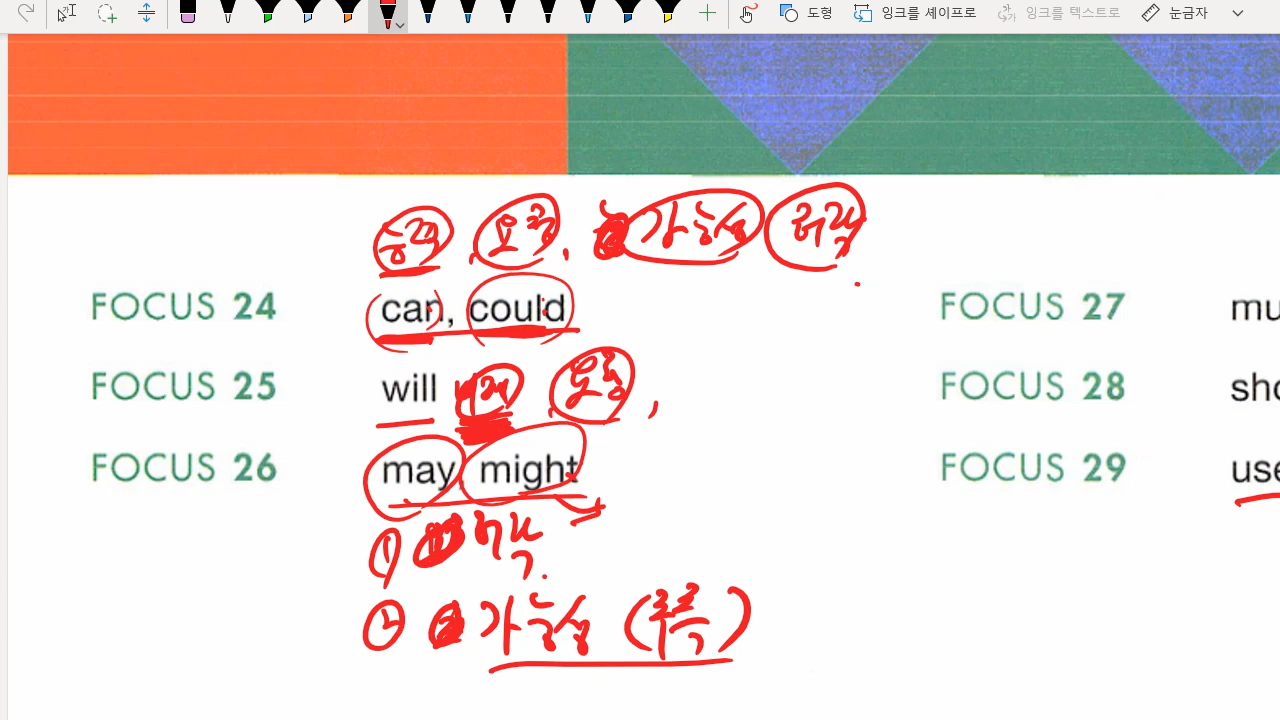 도형 잉크를 셰이프로 잉크를 텍스트로 눈금자
능력, 요청, 가능성 허락.
FOCUS 24 can, could FOCUS 27 mu
FOCUS 25 will 요청, FOCUS 28 sho
FOCUS 26 may, might FOCUS 29 use
① 허락.
② 가능성 (추측)